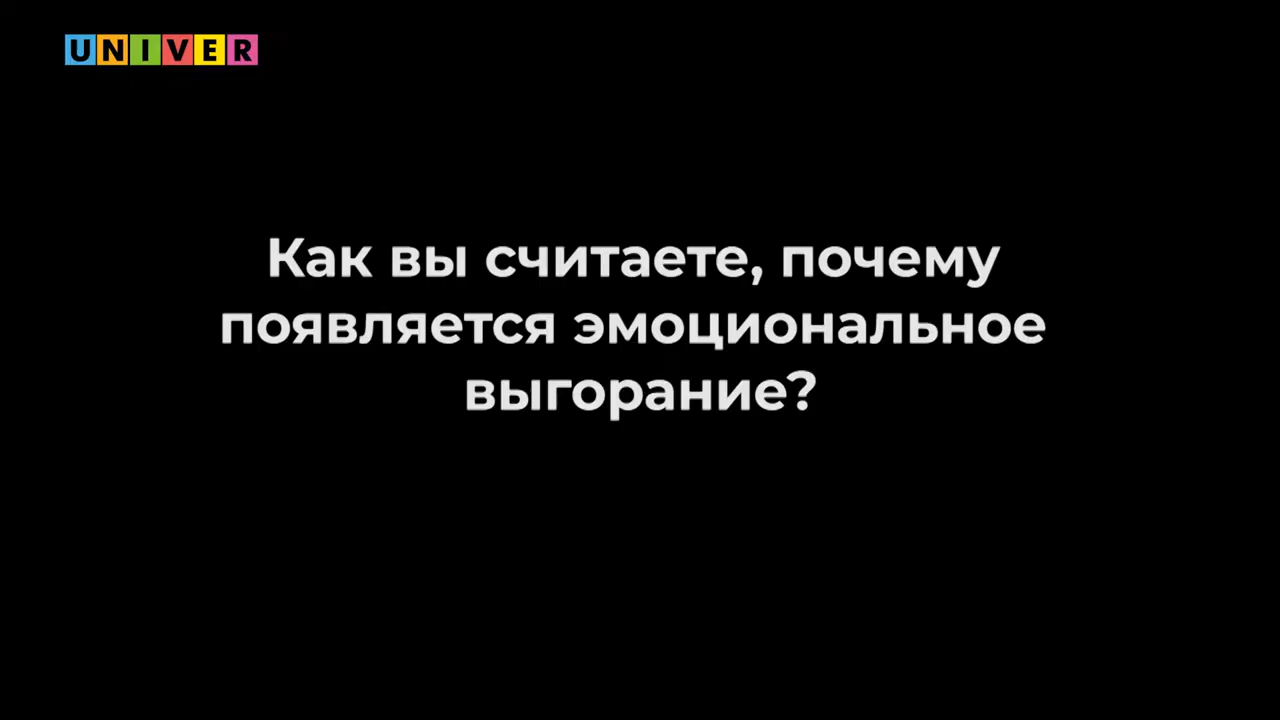 UNIVER
Как вы считаете, почему
появляется эмоциональное
выгорание?